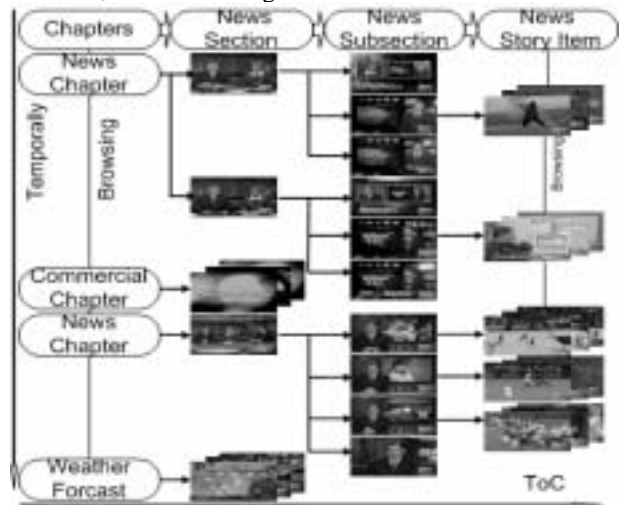 Chapters
News
Section
News
Subsection
News
Story Item
News
Chapter
Temporally
Browsing
Browsing
Commercial
Chapter
News
Chapter
Weather
Forcast
ToC